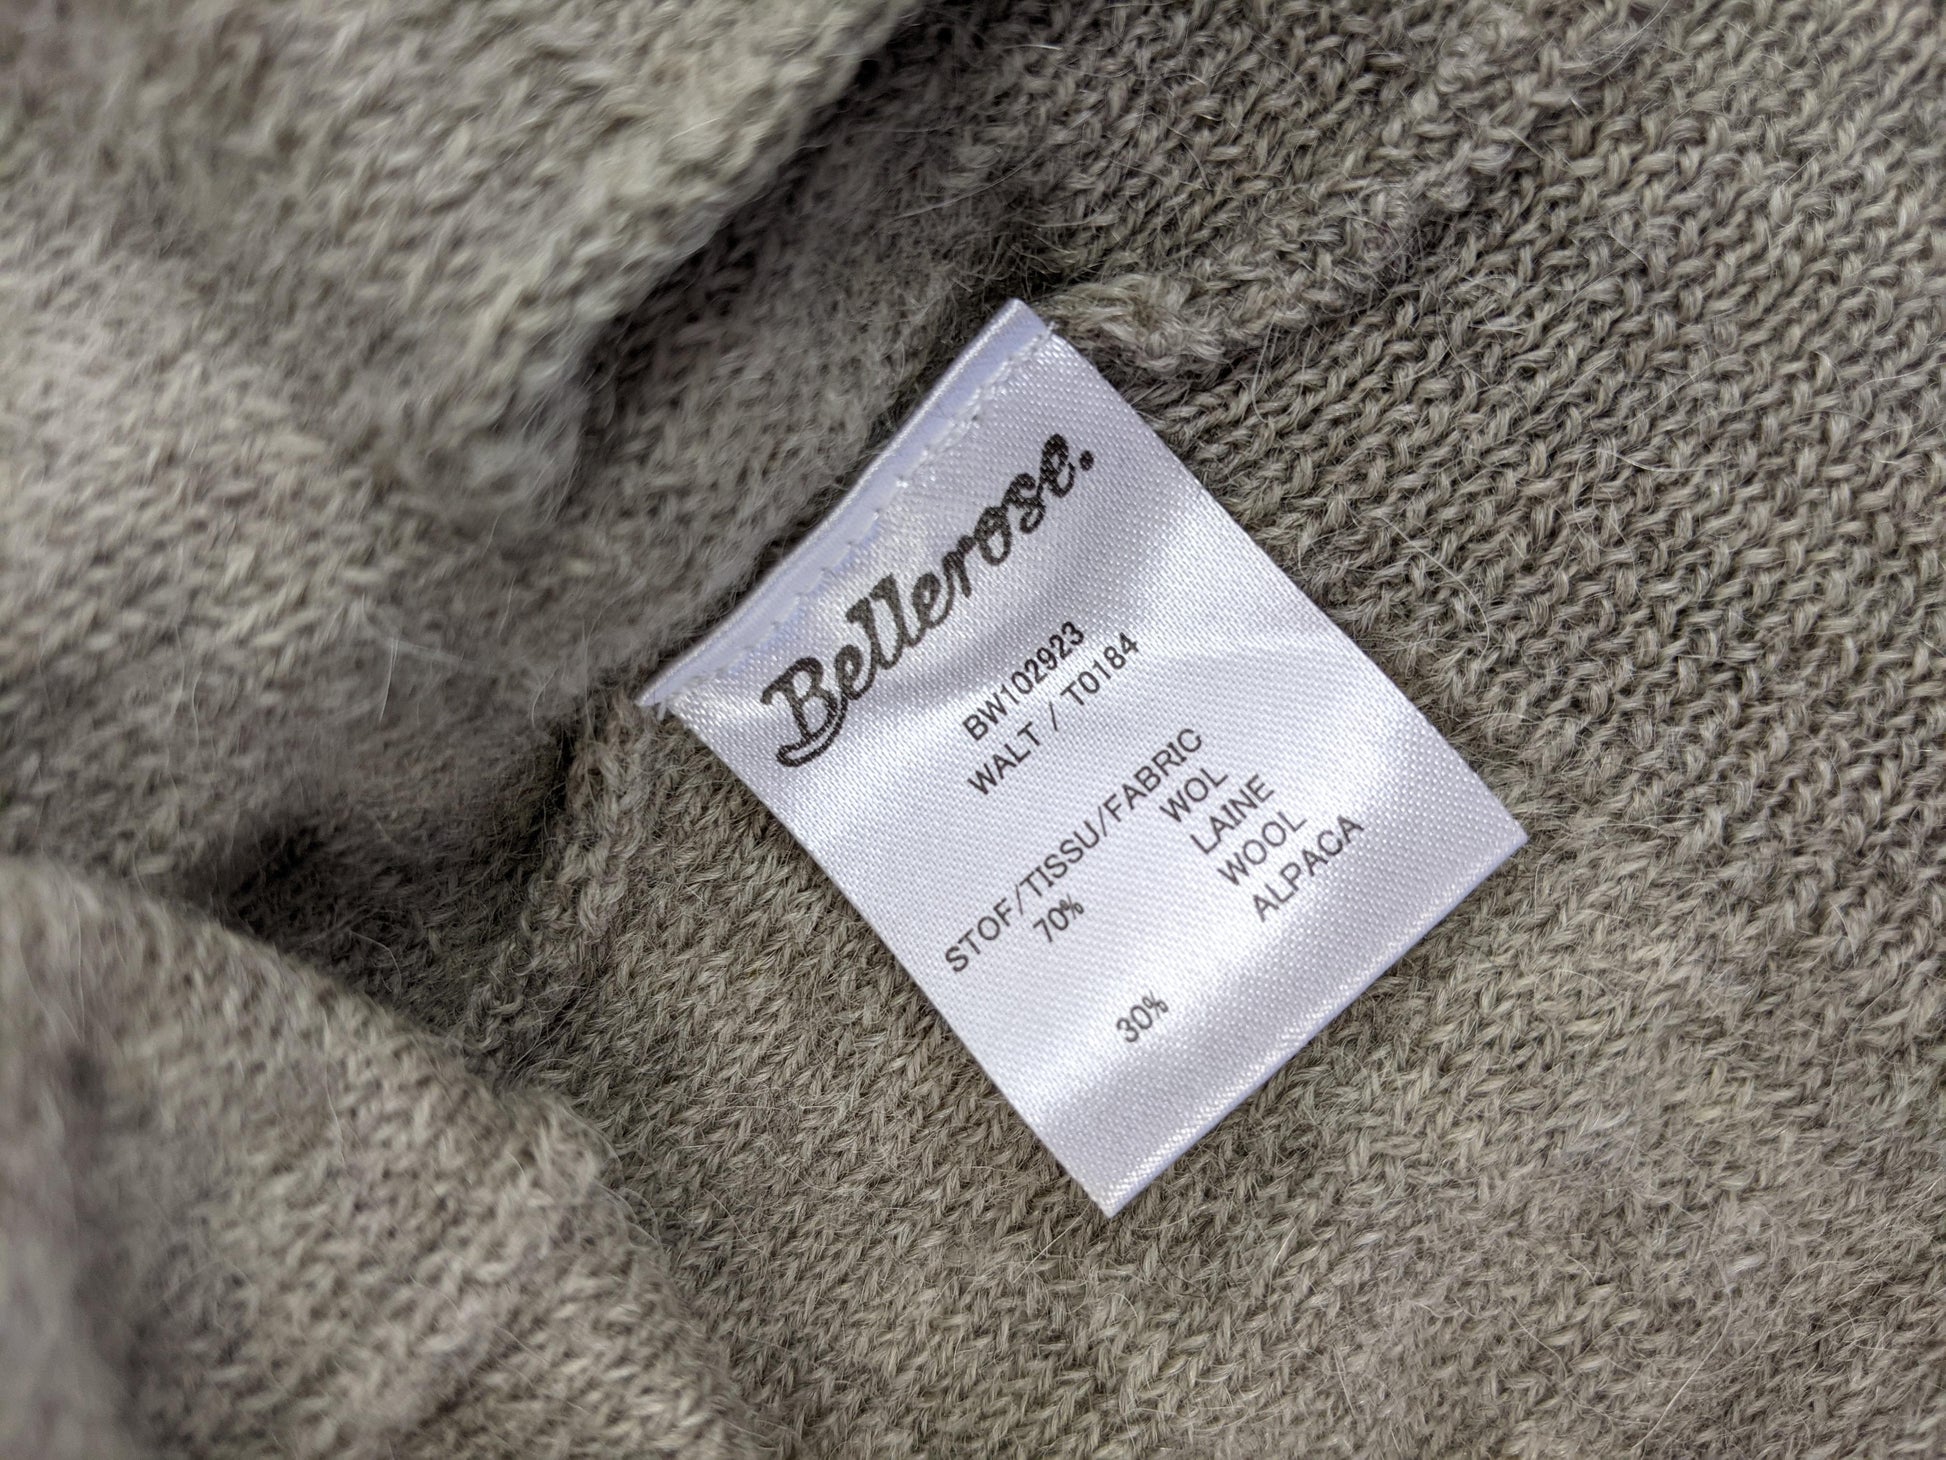 Bellerose.
BW102923
WALT / T0184
STOF/TISSU/FABRIC
70% WOL
LAINE
WOOL
30% ALPACA